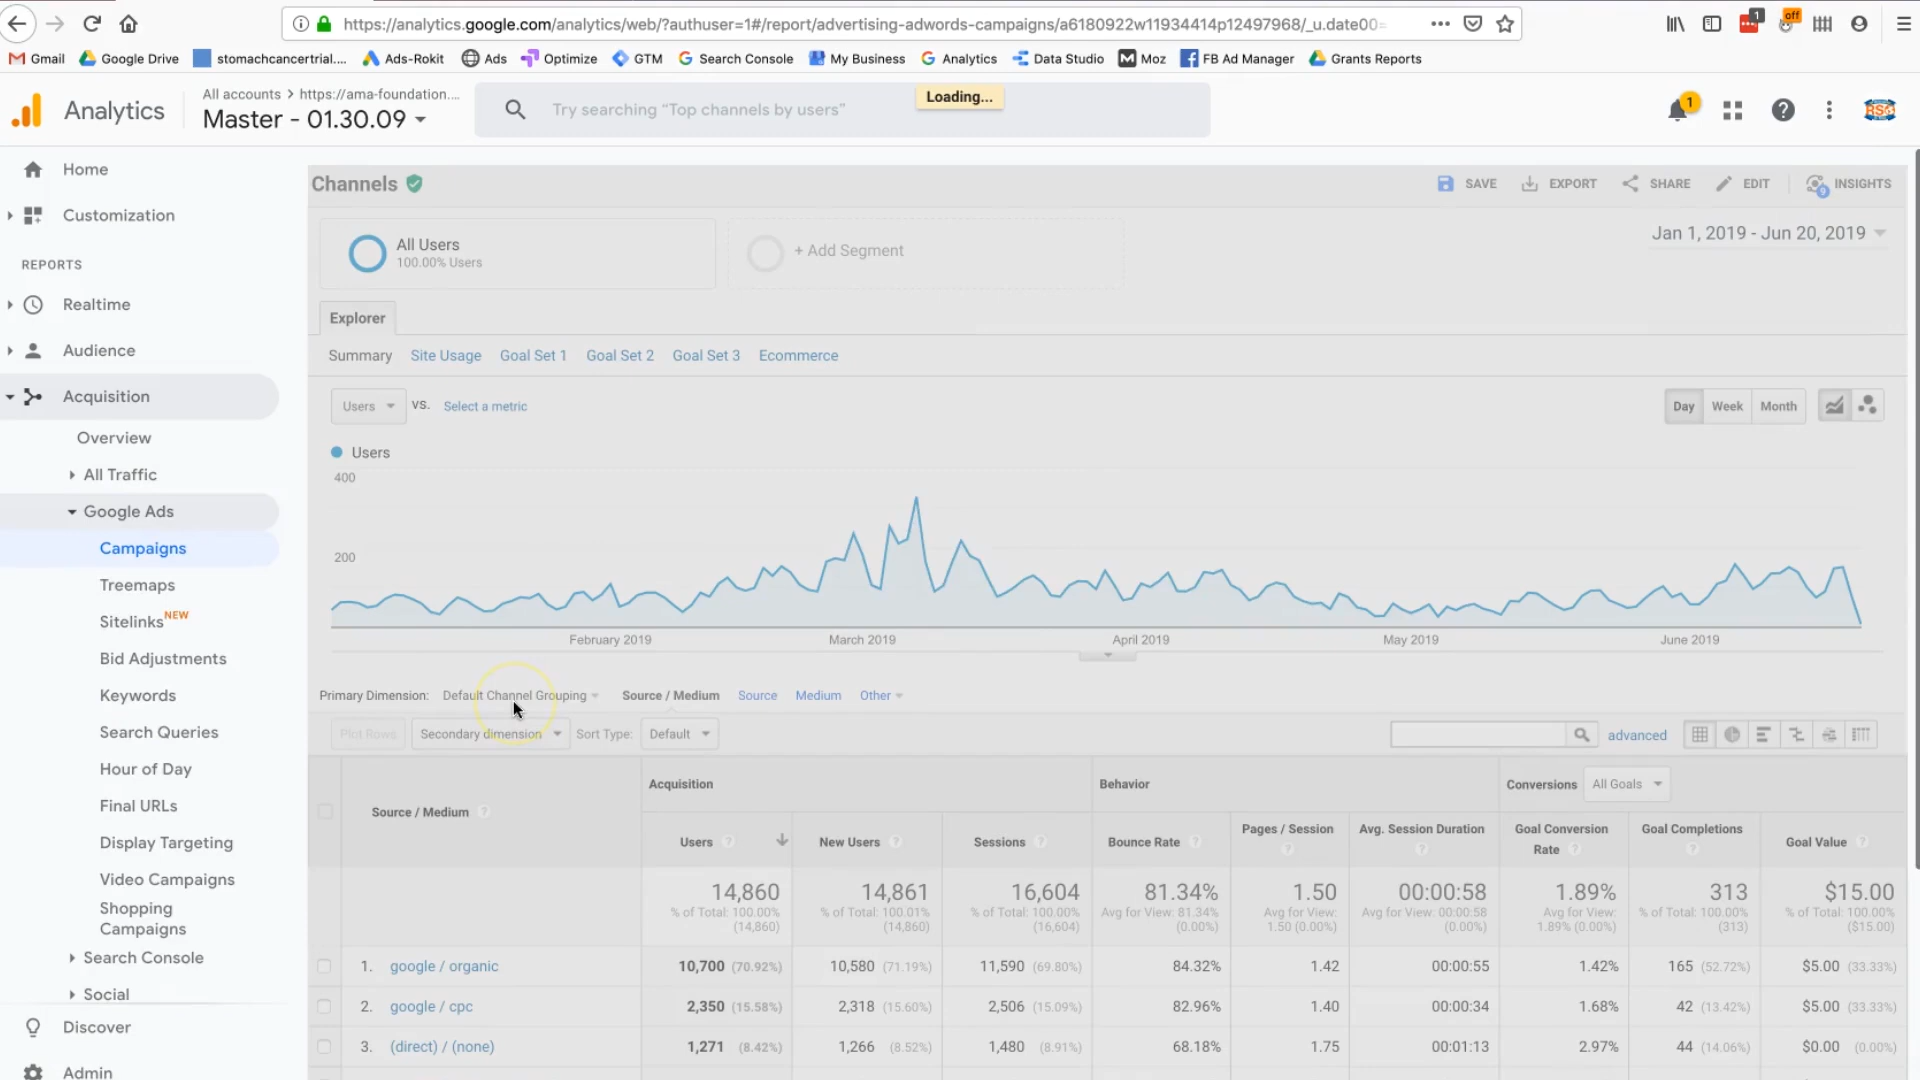 https://analytics.google.com/analytics/web/?authuser=1#/report/advertising-adwords-campaigns/a6180922w11934414p12497968/_u.date00=
1
off
Gmail
Google Drive
stomachcancertrial....
Ads-Rokit
Ads
Optimize
GTM
Search Console
My Business
Analytics
Data Studio
Moz
FB Ad Manager
Grants Reports
Analytics
All accounts > https://ama-foundation....
Master - 01.30.09
Try searching “Top channels by users”
Loading...
1
Home
Customization
REPORTS
Realtime
Audience
Acquisition
Overview
All Traffic
Google Ads
Campaigns
Treemaps
Sitelinks NEW
Bid Adjustments
Keywords
Search Queries
Hour of Day
Final URLs
Display Targeting
Video Campaigns
Shopping
Campaigns
Search Console
Social
Discover
Admin
Channels
SAVE
EXPORT
SHARE
EDIT
INSIGHTS
All Users
100.00% Users
+ Add Segment
Jan 1, 2019 - Jun 20, 2019
Explorer
Summary Site Usage Goal Set 1 Goal Set 2 Goal Set 3 Ecommerce
Users VS. Select a metric
Day Week Month
Users
400
200
February 2019 March 2019 April 2019 May 2019 June 2019
Primary Dimension: Default Channel Grouping Source / Medium Source Medium Other
Plot Rows Secondary dimension Sort Type: Default advanced
Source / Medium ?
Acquisition
Behavior
Conversions All Goals
Users ? New Users ? Sessions ? Bounce Rate ? Pages / Session ? Avg. Session Duration ? Goal Conversion Rate ? Goal Completions ? Goal Value ?
14,860 14,861 16,604 81.34% 1.50 00:00:58 1.89% 313 $15.00
% of Total: 100.00% % of Total: 100.01% % of Total: 100.00% Avg for View: 81.34% Avg for View: Avg for View: 00:00:58 Avg for View: % of Total: 100.00% % of Total: 100.00%
(14,860) (14,860) (16,604) (0.00%) 1.50 (0.00%) (0.00%) 1.89% (0.00%) (313) ($15.00)
1. google / organic 10,700 (70.92%) 10,580 (71.19%) 11,590 (69.80%) 84.32% 1.42 00:00:55 1.42% 165 (52.72%) $5.00 (33.33%)
2. google / cpc 2,350 (15.58%) 2,318 (15.60%) 2,506 (15.09%) 82.96% 1.40 00:00:34 1.68% 42 (13.42%) $5.00 (33.33%)
3. (direct) / (none) 1,271 (8.42%) 1,266 (8.52%) 1,480 (8.91%) 68.18% 1.75 00:01:13 2.97% 44 (14.06%) $0.00 (0.00%)